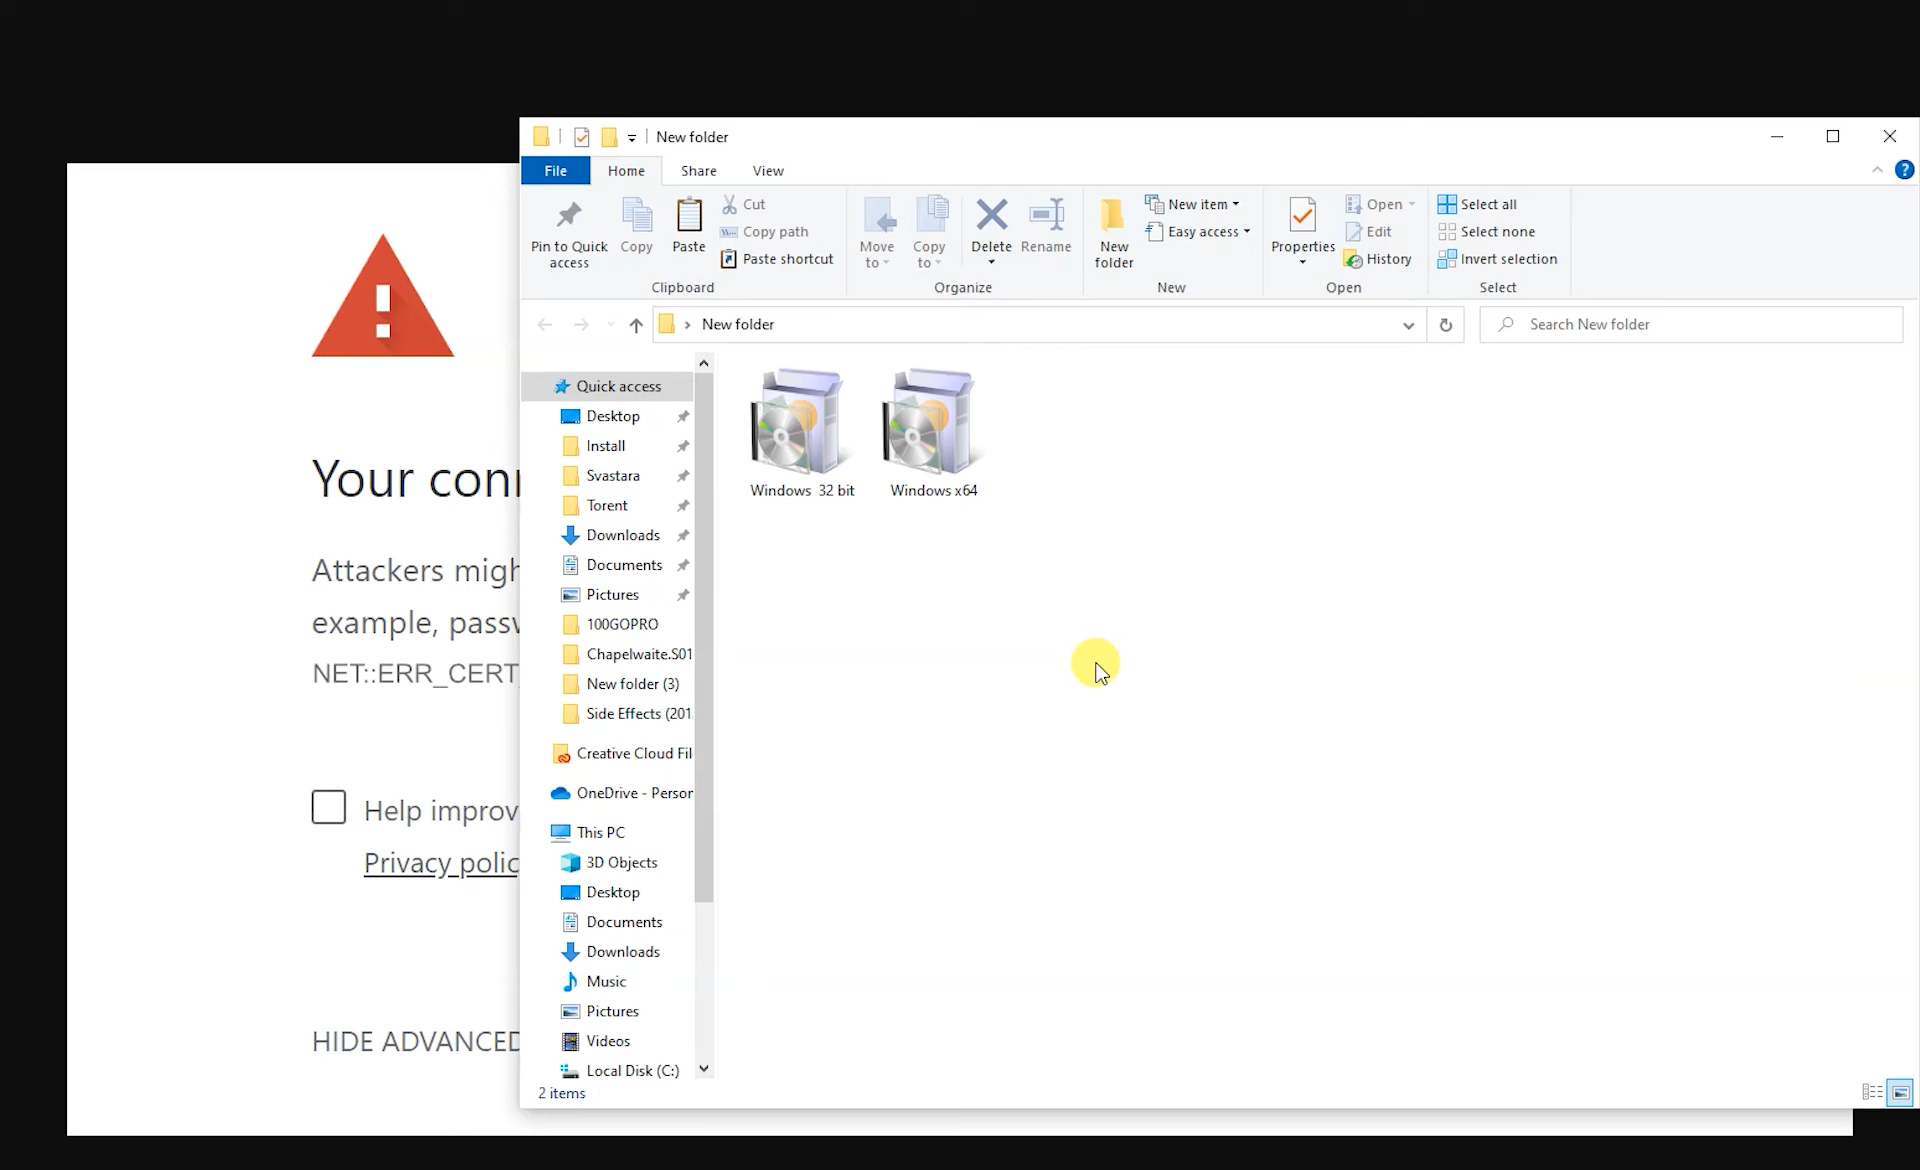 New folder
File
Home
Share
View
?
Pin to Quick access
Copy
Paste
Cut
Copy path
Paste shortcut
Clipboard
Move to
Copy to
Delete
Rename
Organize
New folder
New item
Easy access
New
Properties
Open
Edit
History
Open
Select all
Select none
Invert selection
Select
New folder
Search New folder
Quick access
Desktop
Install
Svastara
Torent
Downloads
Documents
Pictures
100GOPRO
Chapelwaite.S01
New folder (3)
Side Effects (201
Creative Cloud Fil
OneDrive - Person
This PC
3D Objects
Desktop
Documents
Downloads
Music
Pictures
Videos
Local Disk (C:)
2 items
Windows 32 bit
Windows x64
!
Your conn
Attackers migh
example, passw
NET::ERR_CERT_
Help improv
Privacy polic
HIDE ADVANCED